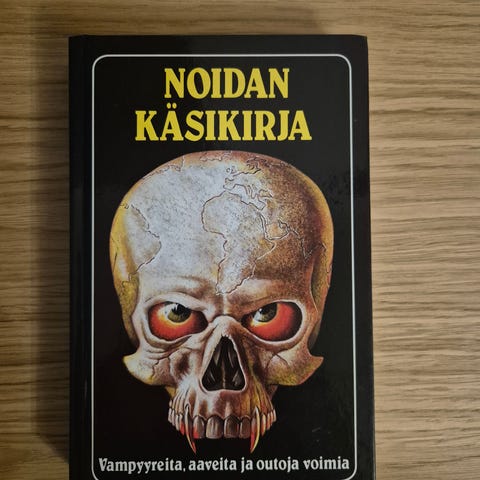 NOIDAN
KÄSIKIRJA
Vampyyreita, aaveita ja outoja voimia